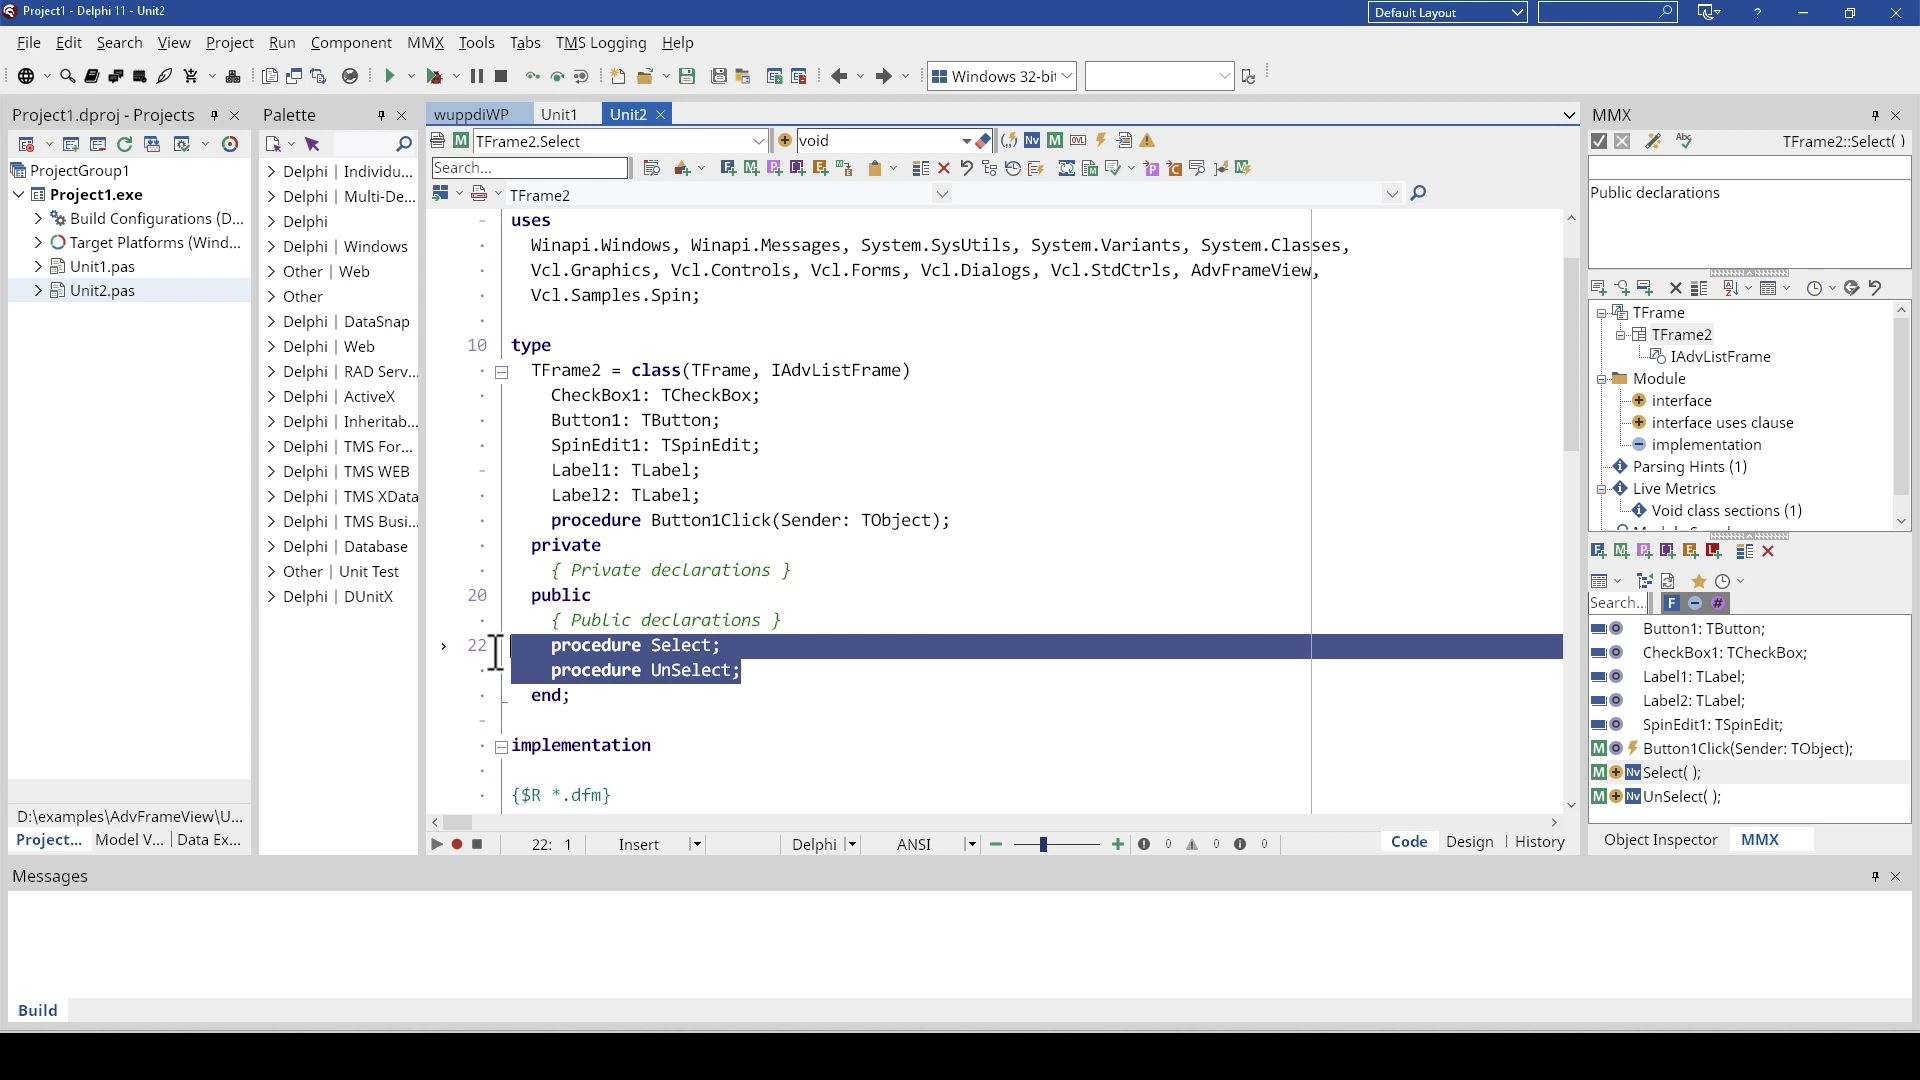 Project1 - Delphi 11 - Unit2
Default Layout
File Edit Search View Project Run Component MMX Tools Tabs TMS Logging Help
Windows 32-bit
Project1.dproj - Projects
ProjectGroup1
Project1.exe
Build Configurations (D...
Target Platforms (Wind...
Unit1.pas
Unit2.pas
D:\examples\AdvFrameView\U...
Project... Model V... Data Ex...
Palette
Delphi | Individu...
Delphi | Multi-De...
Delphi
Delphi | Windows
Other | Web
Other
Delphi | DataSnap
Delphi | Web
Delphi | RAD Serv...
Delphi | ActiveX
Delphi | Inheritab...
Delphi | TMS For...
Delphi | TMS WEB
Delphi | TMS XData
Delphi | TMS Busi...
Delphi | Database
Other | Unit Test
Delphi | DUnitX
wuppdiWP Unit1 Unit2
TFrame2.Select void
Search...
TFrame2
uses
Winapi.Windows, Winapi.Messages, System.SysUtils, System.Variants, System.Classes,
Vcl.Graphics, Vcl.Controls, Vcl.Forms, Vcl.Dialogs, Vcl.StdCtrls, AdvFrameView,
Vcl.Samples.Spin;
10 type
TFrame2 = class(TFrame, IAdvListFrame)
CheckBox1: TCheckBox;
Button1: TButton;
SpinEdit1: TSpinEdit;
Label1: TLabel;
Label2: TLabel;
procedure Button1Click(Sender: TObject);
private
{ Private declarations }
20 public
{ Public declarations }
22 procedure Select;
procedure UnSelect;
end;
implementation
{$R *.dfm}
22: 1 Insert Delphi ANSI 0 0 0 Code Design History
MMX
TFrame2::Select( )
Public declarations
TFrame
TFrame2
IAdvListFrame
Module
interface
interface uses clause
implementation
Parsing Hints (1)
Live Metrics
Void class sections (1)
Search...
Button1: TButton;
CheckBox1: TCheckBox;
Label1: TLabel;
Label2: TLabel;
SpinEdit1: TSpinEdit;
Button1Click(Sender: TObject);
Select( );
UnSelect( );
Object Inspector MMX
Messages
Build